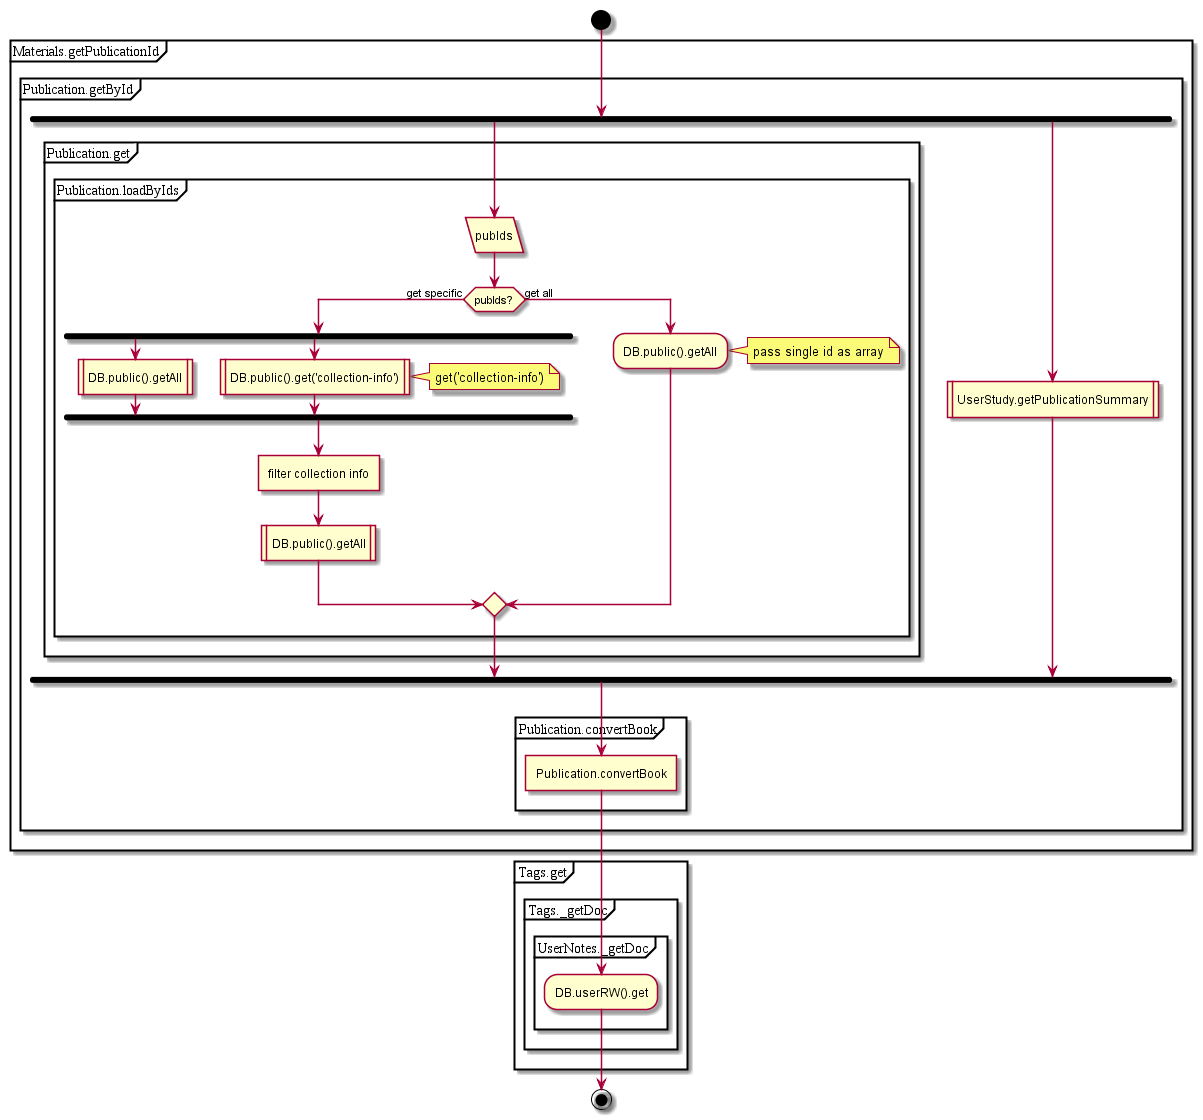 Materials.getPublicationId
Publication.getById
Publication.get
Publication.loadByIds
pubIds
get specific
pubIds?
get all
DB.public().getAll
DB.public().get('collection-info')
get('collection-info')
DB.public().getAll
pass single id as array
UserStudy.getPublicationSummary
filter collection info
DB.public().getAll
Publication.convertBook
Publication.convertBook
Tags.get
Tags._getDoc
UserNotes._getDoc
DB.userRW().get